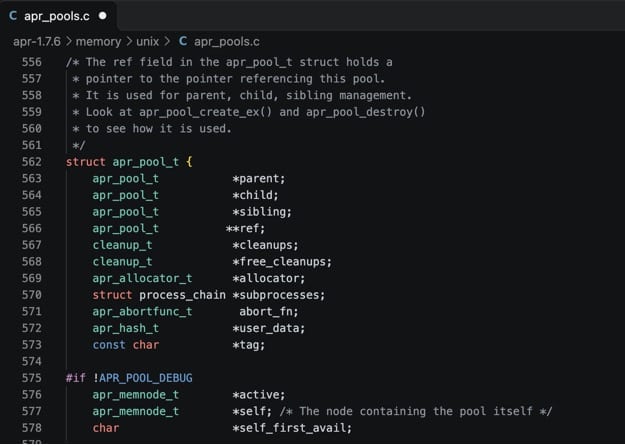 C apr_pools.c
apr-1.7.6 > memory > unix > C apr_pools.c
556 /* The ref field in the apr_pool_t struct holds a
557  * pointer to the pointer referencing this pool.
558  * It is used for parent, child, sibling management.
559  * Look at apr_pool_create_ex() and apr_pool_destroy()
560  * to see how it is used.
561  */
562 struct apr_pool_t {
563     apr_pool_t           *parent;
564     apr_pool_t           *child;
565     apr_pool_t           *sibling;
566     apr_pool_t          **ref;
567     cleanup_t            *cleanups;
568     cleanup_t            *free_cleanups;
569     apr_allocator_t      *allocator;
570     struct process_chain *subprocesses;
571     apr_abortfunc_t       abort_fn;
572     apr_hash_t           *user_data;
573     const char           *tag;
574
575 #if !APR_POOL_DEBUG
576     apr_memnode_t        *active;
577     apr_memnode_t        *self; /* The node containing the pool itself */
578     char                 *self_first_avail;
579